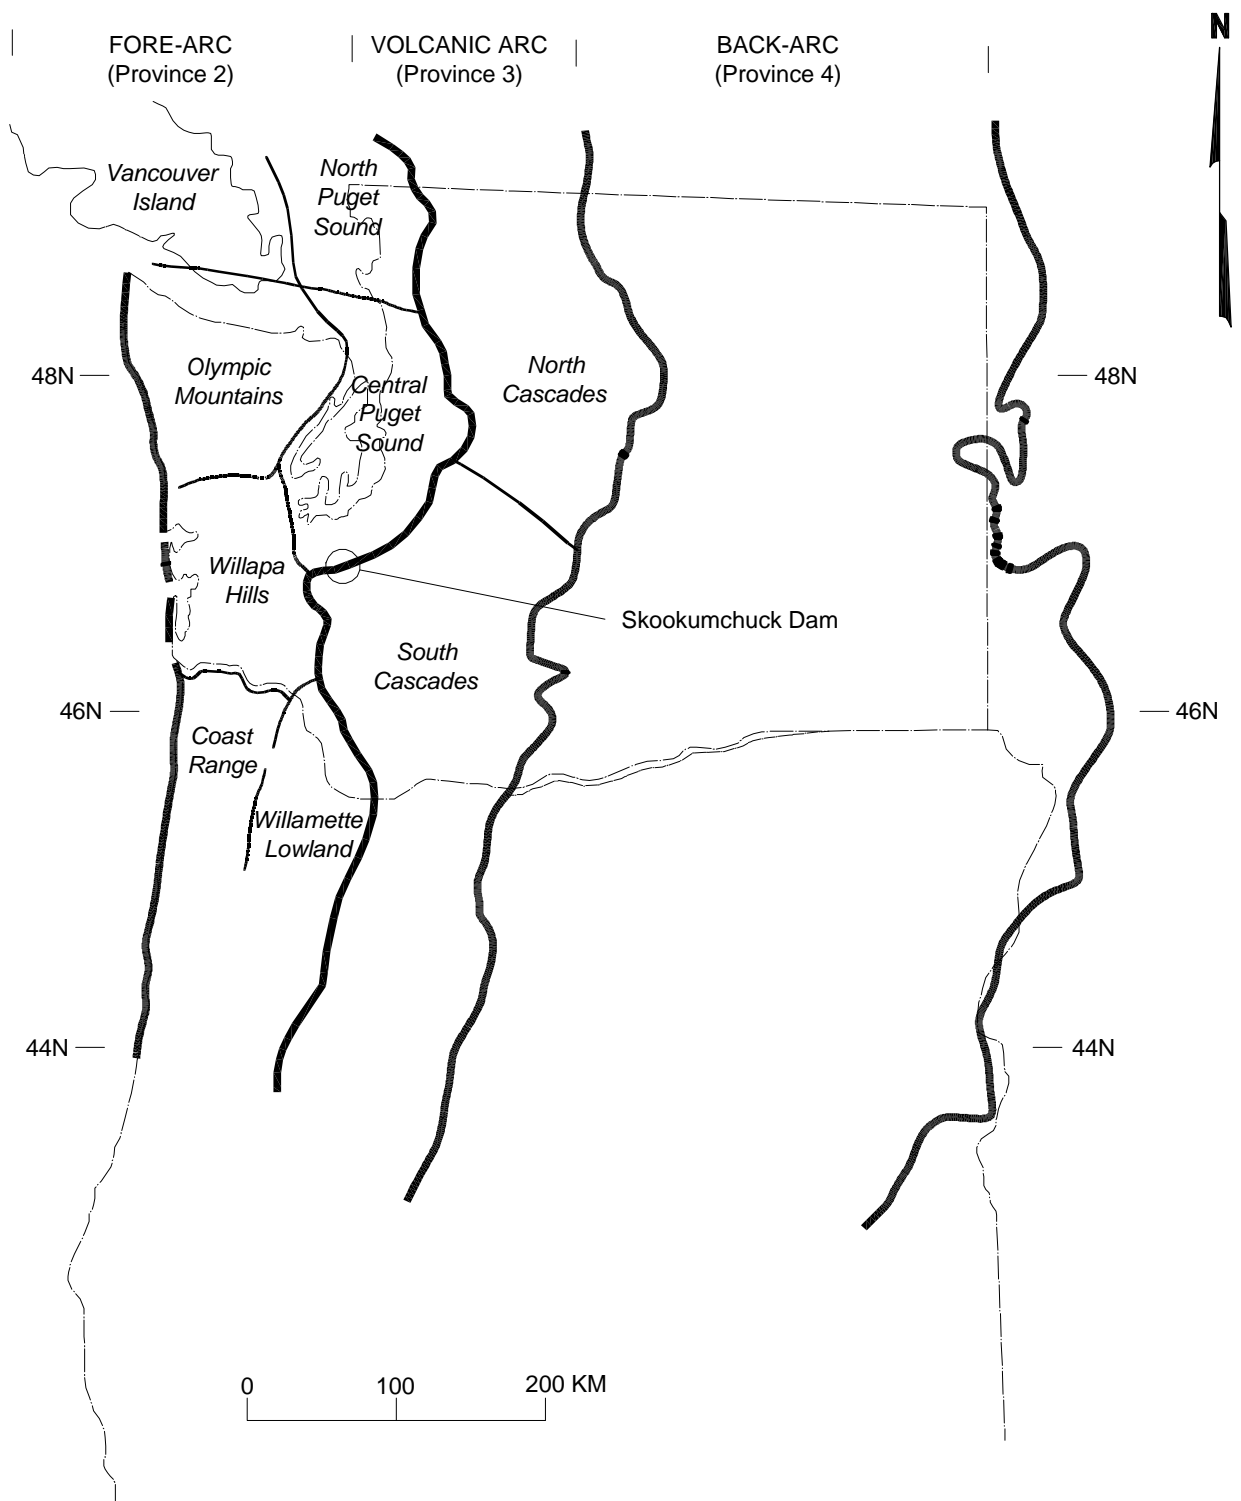 N
FORE-ARC
(Province 2)
VOLCANIC ARC
(Province 3)
BACK-ARC
(Province 4)
Vancouver
Island
North
Puget
Sound
Olympic
Mountains
Central
Puget
Sound
North
Cascades
48N
48N
Willapa
Hills
Skookumchuck Dam
South
Cascades
46N
46N
Coast
Range
Willamette
Lowland
44N
44N
0
100
200 KM